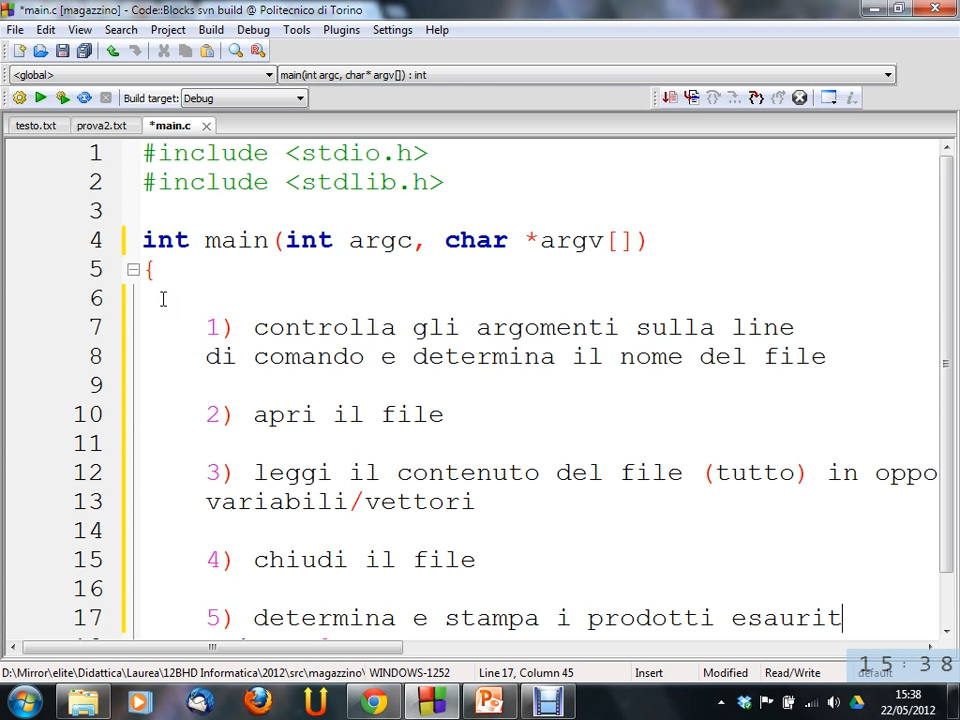 *main.c [magazzino] - Code::Blocks svn build @ Politecnico di Torino
File Edit View Search Project Build Debug Tools Plugins Settings Help
<global> main(int argc, char* argv[]) : int
Build target: Debug
testo.txt prova2.txt *main.c
1 #include <stdio.h>
2 #include <stdlib.h>
3
4 int main(int argc, char *argv[])
5 {
6
7 1) controlla gli argomenti sulla line
8 di comando e determina il nome del file
9
10 2) apri il file
11
12 3) leggi il contenuto del file (tutto) in oppo
13 variabili/vettori
14
15 4) chiudi il file
16
17 5) determina e stampa i prodotti esaurit
D:\Mirror\elite\Didattica\Laurea\12BHD Informatica\2012\src\magazzino\ WINDOWS-1252 Line 17, Column 45 Insert Modified Read/Write default
15:38
15:38
22/05/2012